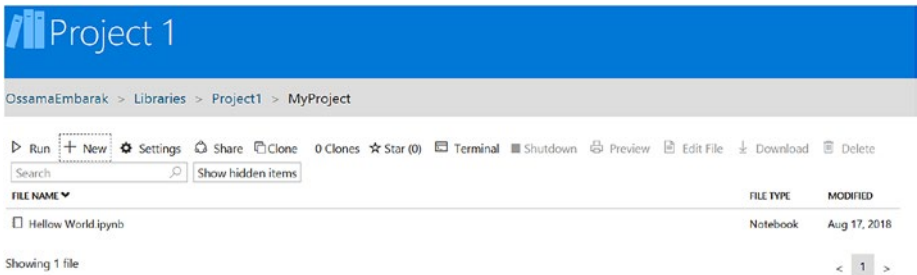 Project 1
OssamaEmbarak > Libraries > Project1 > MyProject
Run + New Settings Share Clone 0 Clones Star (0) Terminal Shutdown Preview Edit File Download Delete
Search Show hidden items
FILE NAME FILE TYPE MODIFIED
Hellow World.ipynb Notebook Aug 17, 2018
Showing 1 file < 1 >